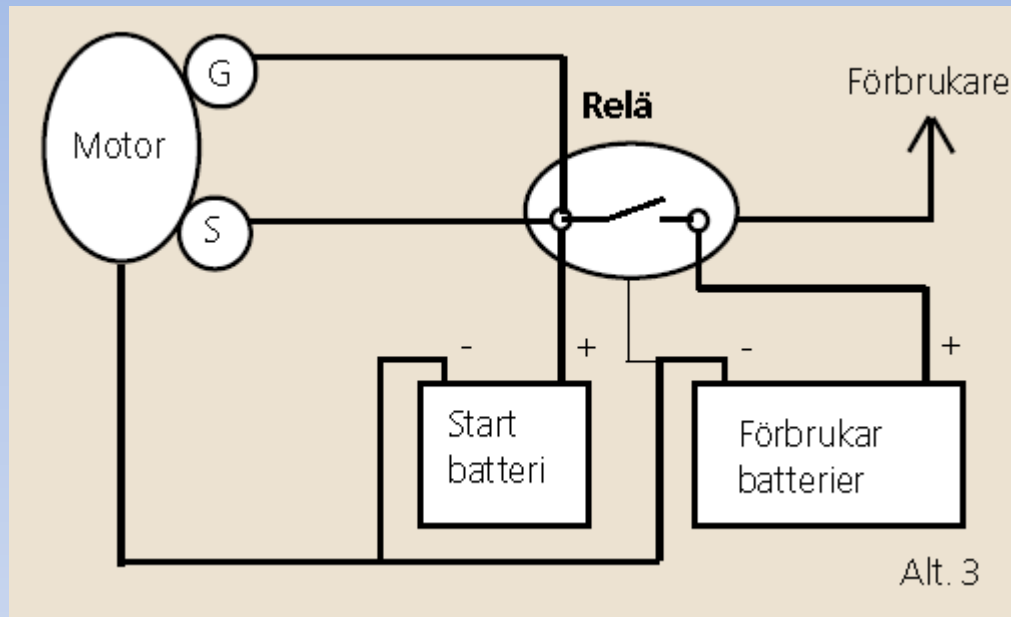 G
Relä
Förbrukare
Motor
S
-
+
-
+
Start
batteri
Förbrukar
batterier
Alt. 3